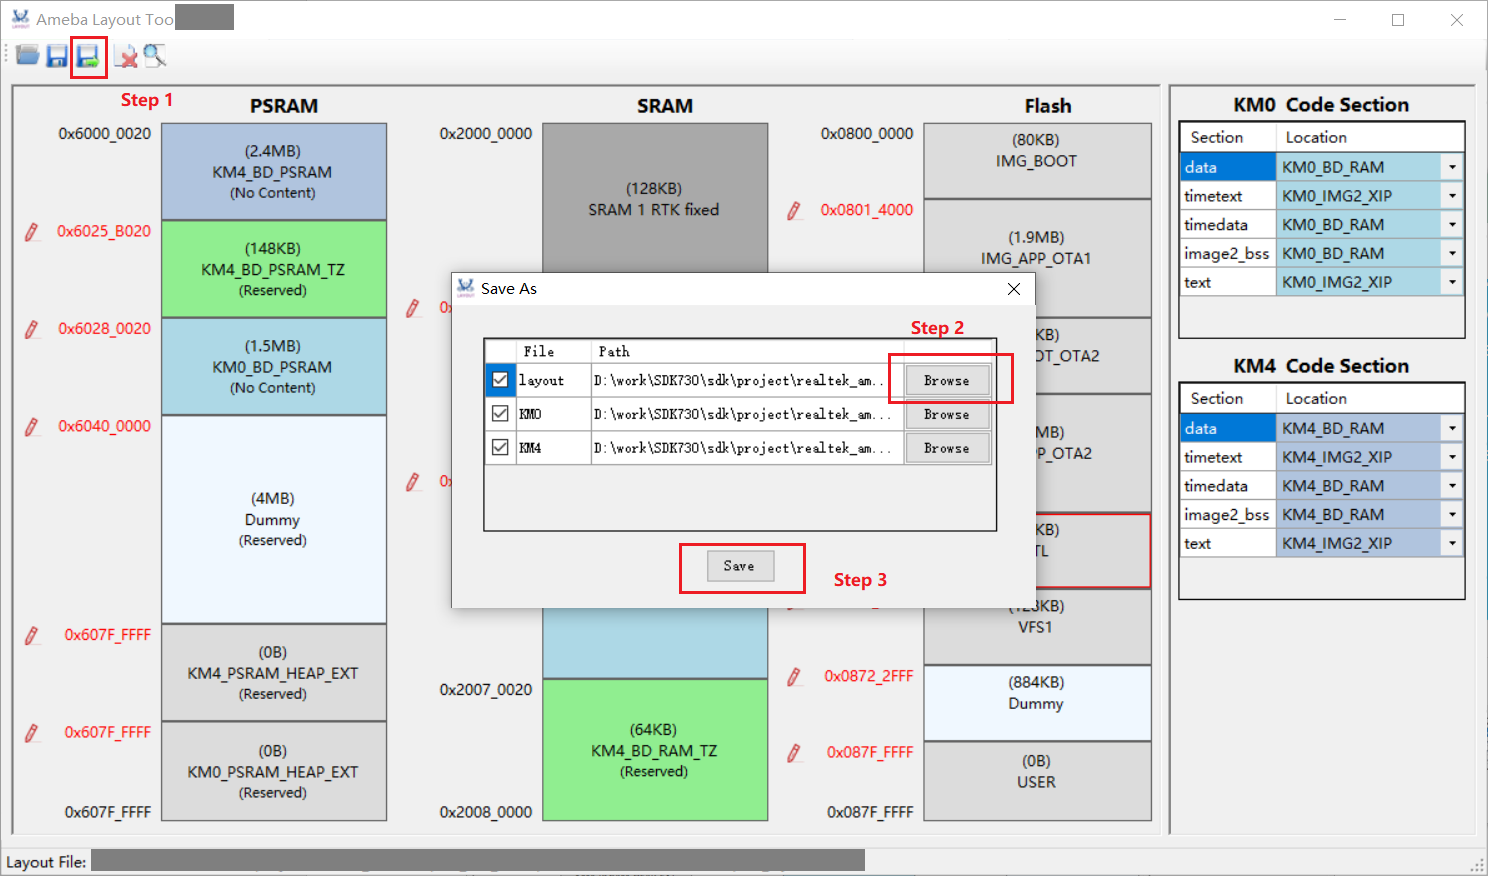 Ameba Layout Too
Step 1
PSRAM
0x6000_0020
(2.4MB)
KM4_BD_PSRAM
(No Content)
0x6025_B020
(148KB)
KM4_BD_PSRAM_TZ
(Reserved)
0x6028_0020
(1.5MB)
KM0_BD_PSRAM
(No Content)
0x6040_0000
(4MB)
Dummy
(Reserved)
0x607F_FFFF
(0B)
KM4_PSRAM_HEAP_EXT
(Reserved)
0x607F_FFFF
(0B)
KM0_PSRAM_HEAP_EXT
(Reserved)
0x607F_FFFF
SRAM
0x2000_0000
(128KB)
SRAM 1 RTK fixed
0x2007_0020
(64KB)
KM4_BD_RAM_TZ
(Reserved)
0x2008_0000
Flash
0x0800_0000
(80KB)
IMG_BOOT
0x0801_4000
(1.9MB)
IMG_APP_OTA1
KB)
OT_OTA2
MB)
PP_OTA2
KB)
TL
(128KB)
VFS1
0x0872_2FFF
(884KB)
Dummy
0x087F_FFFF
(0B)
USER
0x087F_FFFF
Save As
Step 2
File Path
layout D:\work\SDK730\sdk\project\realtek_am... Browse
KM0 D:\work\SDK730\sdk\project\realtek_am... Browse
KM4 D:\work\SDK730\sdk\project\realtek_am... Browse
Save
Step 3
KM0 Code Section
Section Location
data KM0_BD_RAM
timetext KM0_IMG2_XIP
timedata KM0_BD_RAM
image2_bss KM0_BD_RAM
text KM0_IMG2_XIP
KM4 Code Section
Section Location
data KM4_BD_RAM
timetext KM4_IMG2_XIP
timedata KM4_BD_RAM
image2_bss KM4_BD_RAM
text KM4_IMG2_XIP
Layout File: